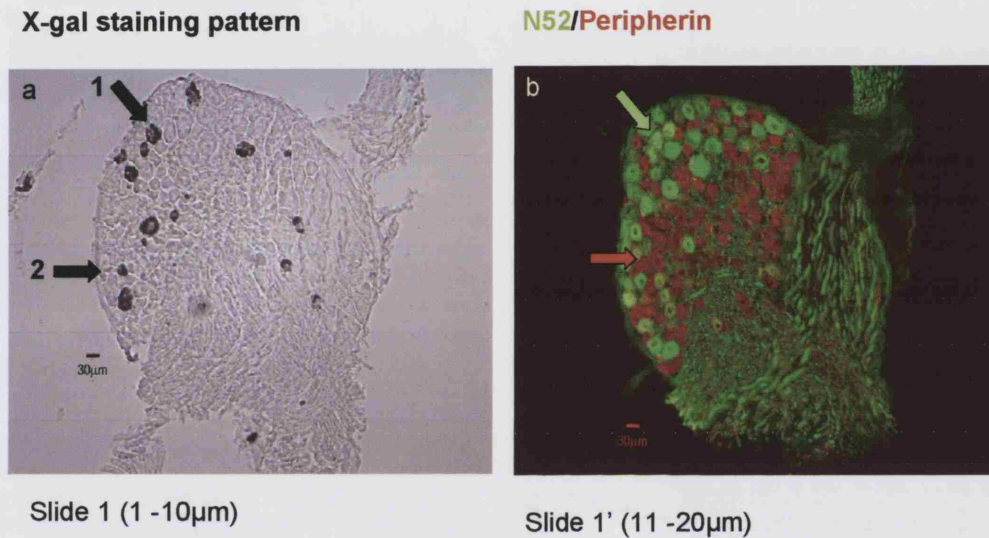 X-gal staining pattern
N52/Peripherin
a
1
2
30µm
b
30µm
Slide 1 (1 -10µm)
Slide 1' (11 -20µm)